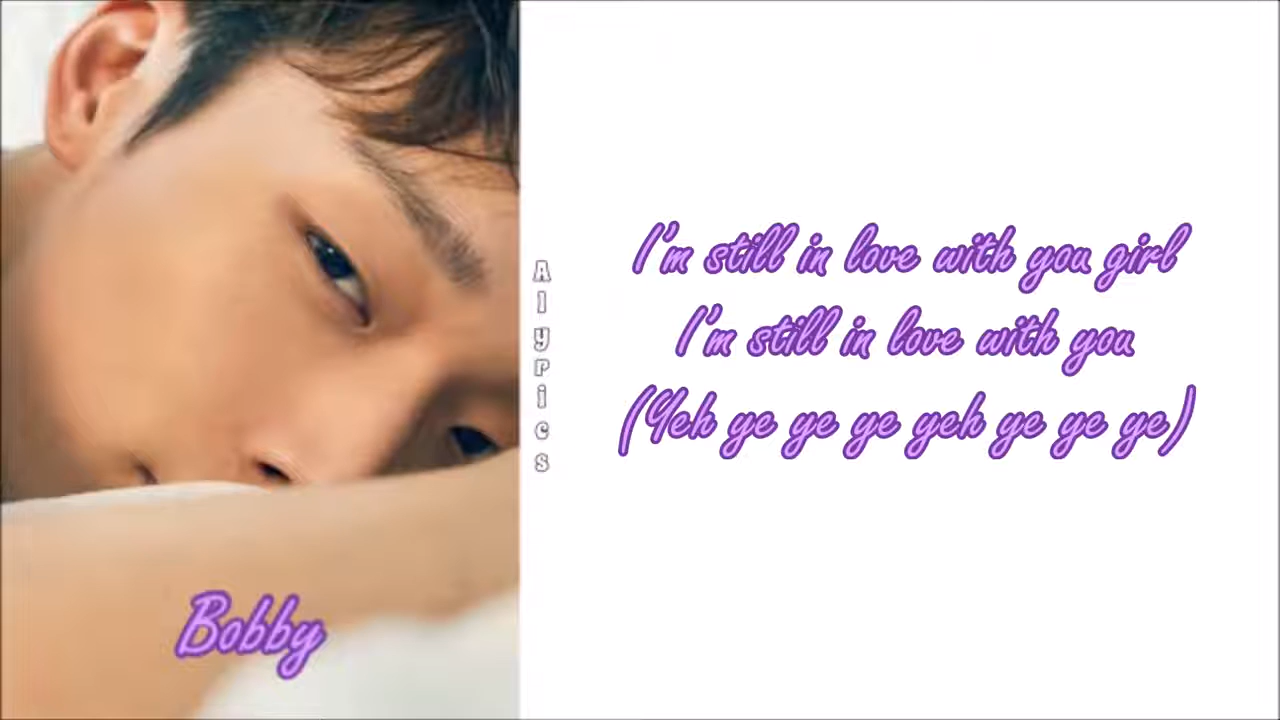 I'm still in love with you girl
I'm still in love with you
(Yeh ye ye ye yeh ye ye ye)
Alyrics
Bobby